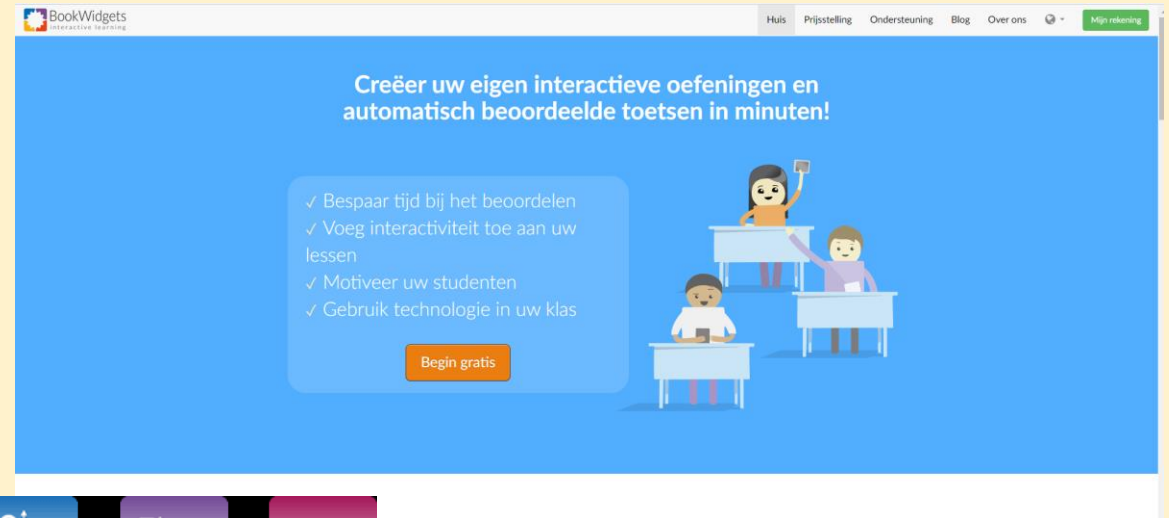 BookWidgets
interactive learning
Huis Prijsstelling Ondersteuning Blog Over ons Mijn rekening
Creëer uw eigen interactieve oefeningen en
automatisch beoordeelde toetsen in minuten!
✓ Bespaar tijd bij het beoordelen
✓ Voeg interactiviteit toe aan uw
lessen
✓ Motiveer uw studenten
✓ Gebruik technologie in uw klas
Begin gratis